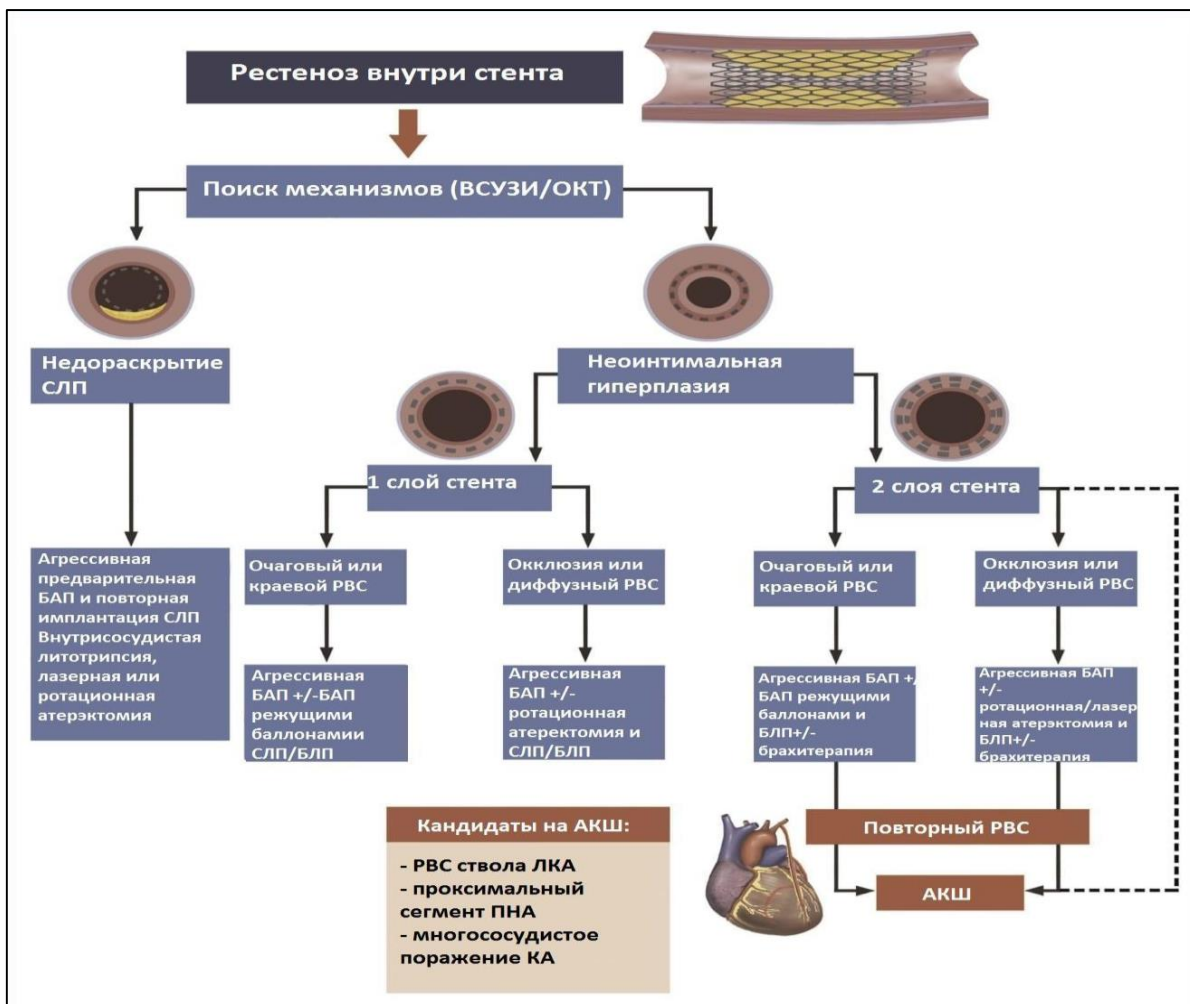 Рестеноз внутри стента
Поиск механизмов (ВСУЗИ/ОКТ)
Недораскрытие
СЛП
Неоинтимальная
гиперплазия
1 слой стента
2 слоя стента
Агрессивная
предварительная
БАП и повторная
имплантация СЛП
Внутрисосудистая
литотрипсия,
лазерная или
ротационная
атерэктомия
Очаговый или
краевой РВС
Окклюзия или
диффузный РВС
Очаговый или
краевой РВС
Окклюзия или
диффузный РВС
Агрессивная
БАП +/-БАП
режущими
баллонамии
СЛП/БЛП
Агрессивная
БАП +/-
ротационная
атеректомия и
СЛП/БЛП
Агрессивная БАП +/
БАП режущими
баллонами и
БЛП+/-
брахитерапия
Агрессивная БАП
+/-
ротационная/лазер
ная атерэктомия и
БЛП+/-
брахитерапия
Кандидаты на АКШ:
- РВС ствола ЛКА
- проксимальный
сегмент ПНА
- многососудистое
поражение КА
Повторный РВС
АКШ